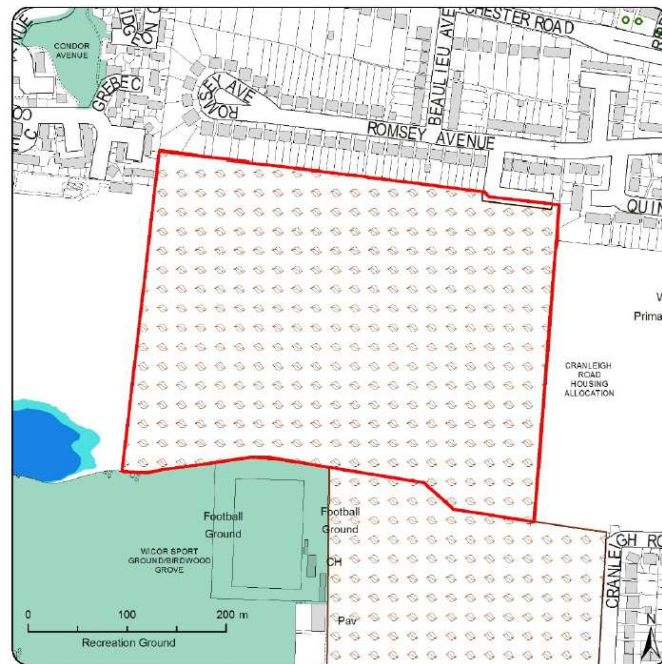 CHESTER ROAD
CONDOR
AVENUE
GREBE C
ROMSEY AVE
BEAULIEU AVE
ROMSEY AVENUE
QUIN
Prima
CRANLEIGH
ROAD
HOUSING
ALLOCATION
Football
Ground
Football
Ground
WICOR SPORT
GROUND/BIRDWOOD
GROVE
CH
CRANLEI
GH RO
0 100 200 m
Recreation Ground
Pav
N